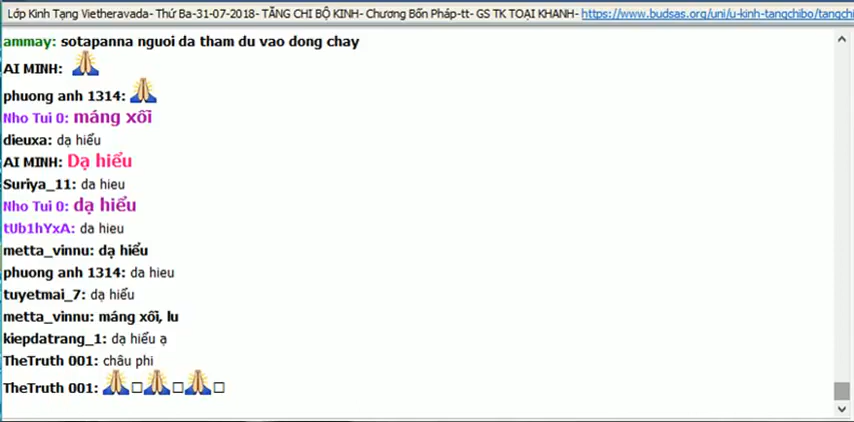 Lớp Kinh Tạng Vietheravada- Thứ Ba-31-07-2018- TĂNG CHI BỘ KINH- Chương Bốn Pháp-tt- GS TK TOẠI KHANH- https://www.budsas.org/uni/u-kinh-tangchibo/tangchi
ammay: sotapanna nguoi da tham du vao dong chay
AI MINH: 🙏
phuong anh 1314: 🙏
Nho Tui 0: máng xối
dieuxa: dạ hiểu
AI MINH: Dạ hiểu
Suriya_11: da hieu
Nho Tui 0: dạ hiểu
tUb1hYxA: da hieu
metta_vinnu: dạ hiểu
phuong anh 1314: da hieu
tuyetmai_7: dạ hiểu
metta_vinnu: máng xối, lu
kiepdatrang_1: dạ hiểu ạ
TheTruth 001: châu phi
TheTruth 001: 🙏□🙏□🙏□